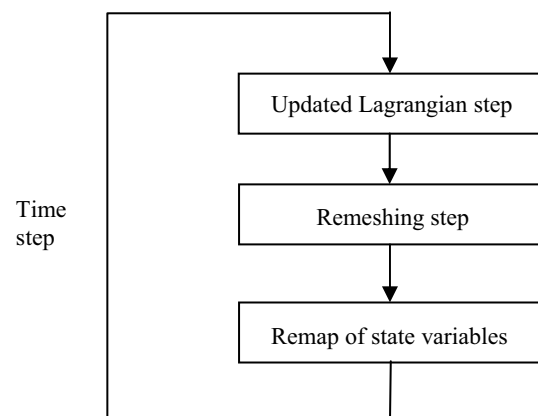 Updated Lagrangian step
Remeshing step
Time
step
Remap of state variables